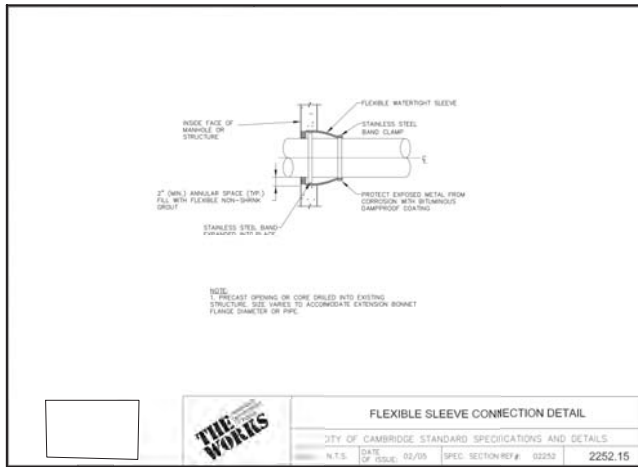 FLEXIBLE WATERTIGHT SLEEVE
INSIDE FACE OF
MANHOLE OR
STRUCTURE
STAINLESS STEEL
BAND CLAMP
2" (MIN.) ANNULAR SPACE (TYP.)
FILL WITH FLEXIBLE NON-SHRINK
GROUT
PROTECT EXPOSED METAL FROM
CORROSION WITH BITUMINOUS
DAMPPROOF COATING
STAINLESS STEEL BAND
EXPANDED INTO PLACE
NOTE:
1. PRECAST OPENING OR CORE DRILLED INTO EXISTING
STRUCTURE. SIZE VARIES TO ACCOMMODATE EXTENSION BONNET
FLANGE DIAMETER OR PIPE.
THE
WORKS
FLEXIBLE SLEEVE CONNECTION DETAIL
CITY OF CAMBRIDGE STANDARD SPECIFICATIONS AND DETAILS
N.T.S.
DATE
OF ISSUE: 02/05
SPEC. SECTION REF#: 02252
2252.15